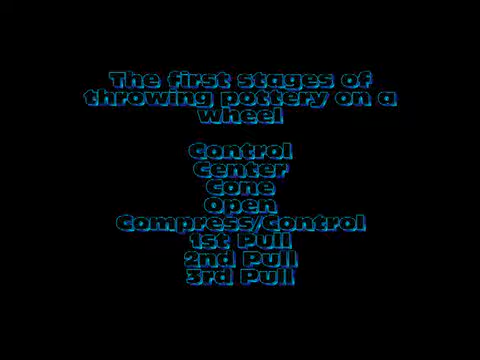 The first stages of
throwing pottery on a
wheel
Control
Center
Cone
Open
Compress/Control
1st Pull
2nd Pull
3rd Pull